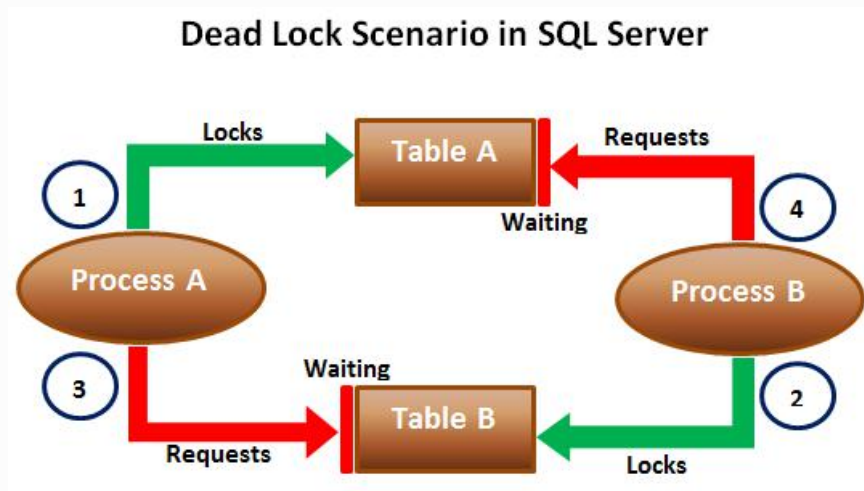 Dead Lock Scenario in SQL Server
Locks
Table A
Requests
1
Waiting
4
Process A
Process B
3
Waiting
2
Table B
Requests
Locks